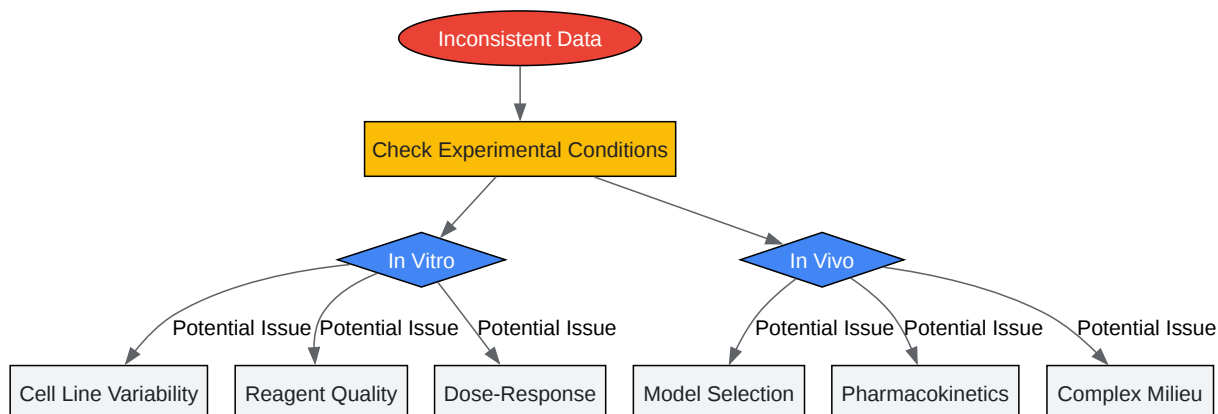 Inconsistent Data
Check Experimental Conditions
In Vitro
In Vivo
Potential Issue
Potential Issue
Potential Issue
Potential Issue
Potential Issue
Potential Issue
Cell Line Variability
Reagent Quality
Dose-Response
Model Selection
Pharmacokinetics
Complex Milieu